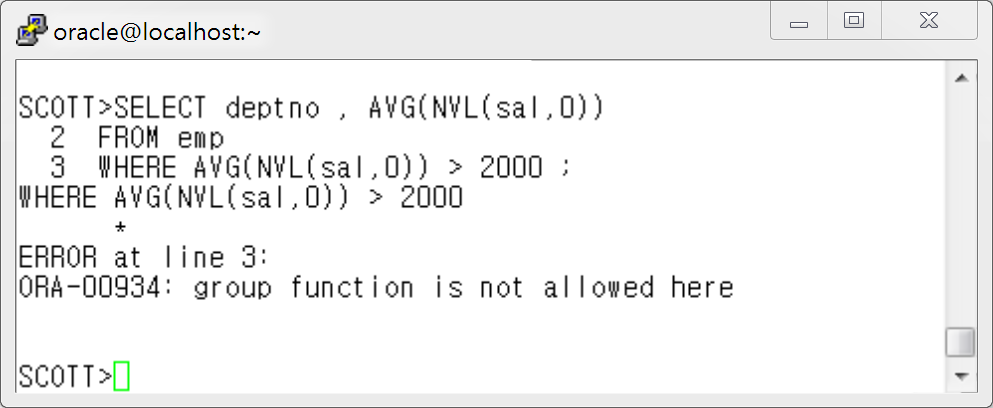 oracle@localhost:~
SCOTT>SELECT deptno , AVG(NVL(sal,0))
  2  FROM emp
  3  WHERE AVG(NVL(sal,0)) > 2000 ;
WHERE AVG(NVL(sal,0)) > 2000
      *
ERROR at line 3:
ORA-00934: group function is not allowed here
SCOTT>